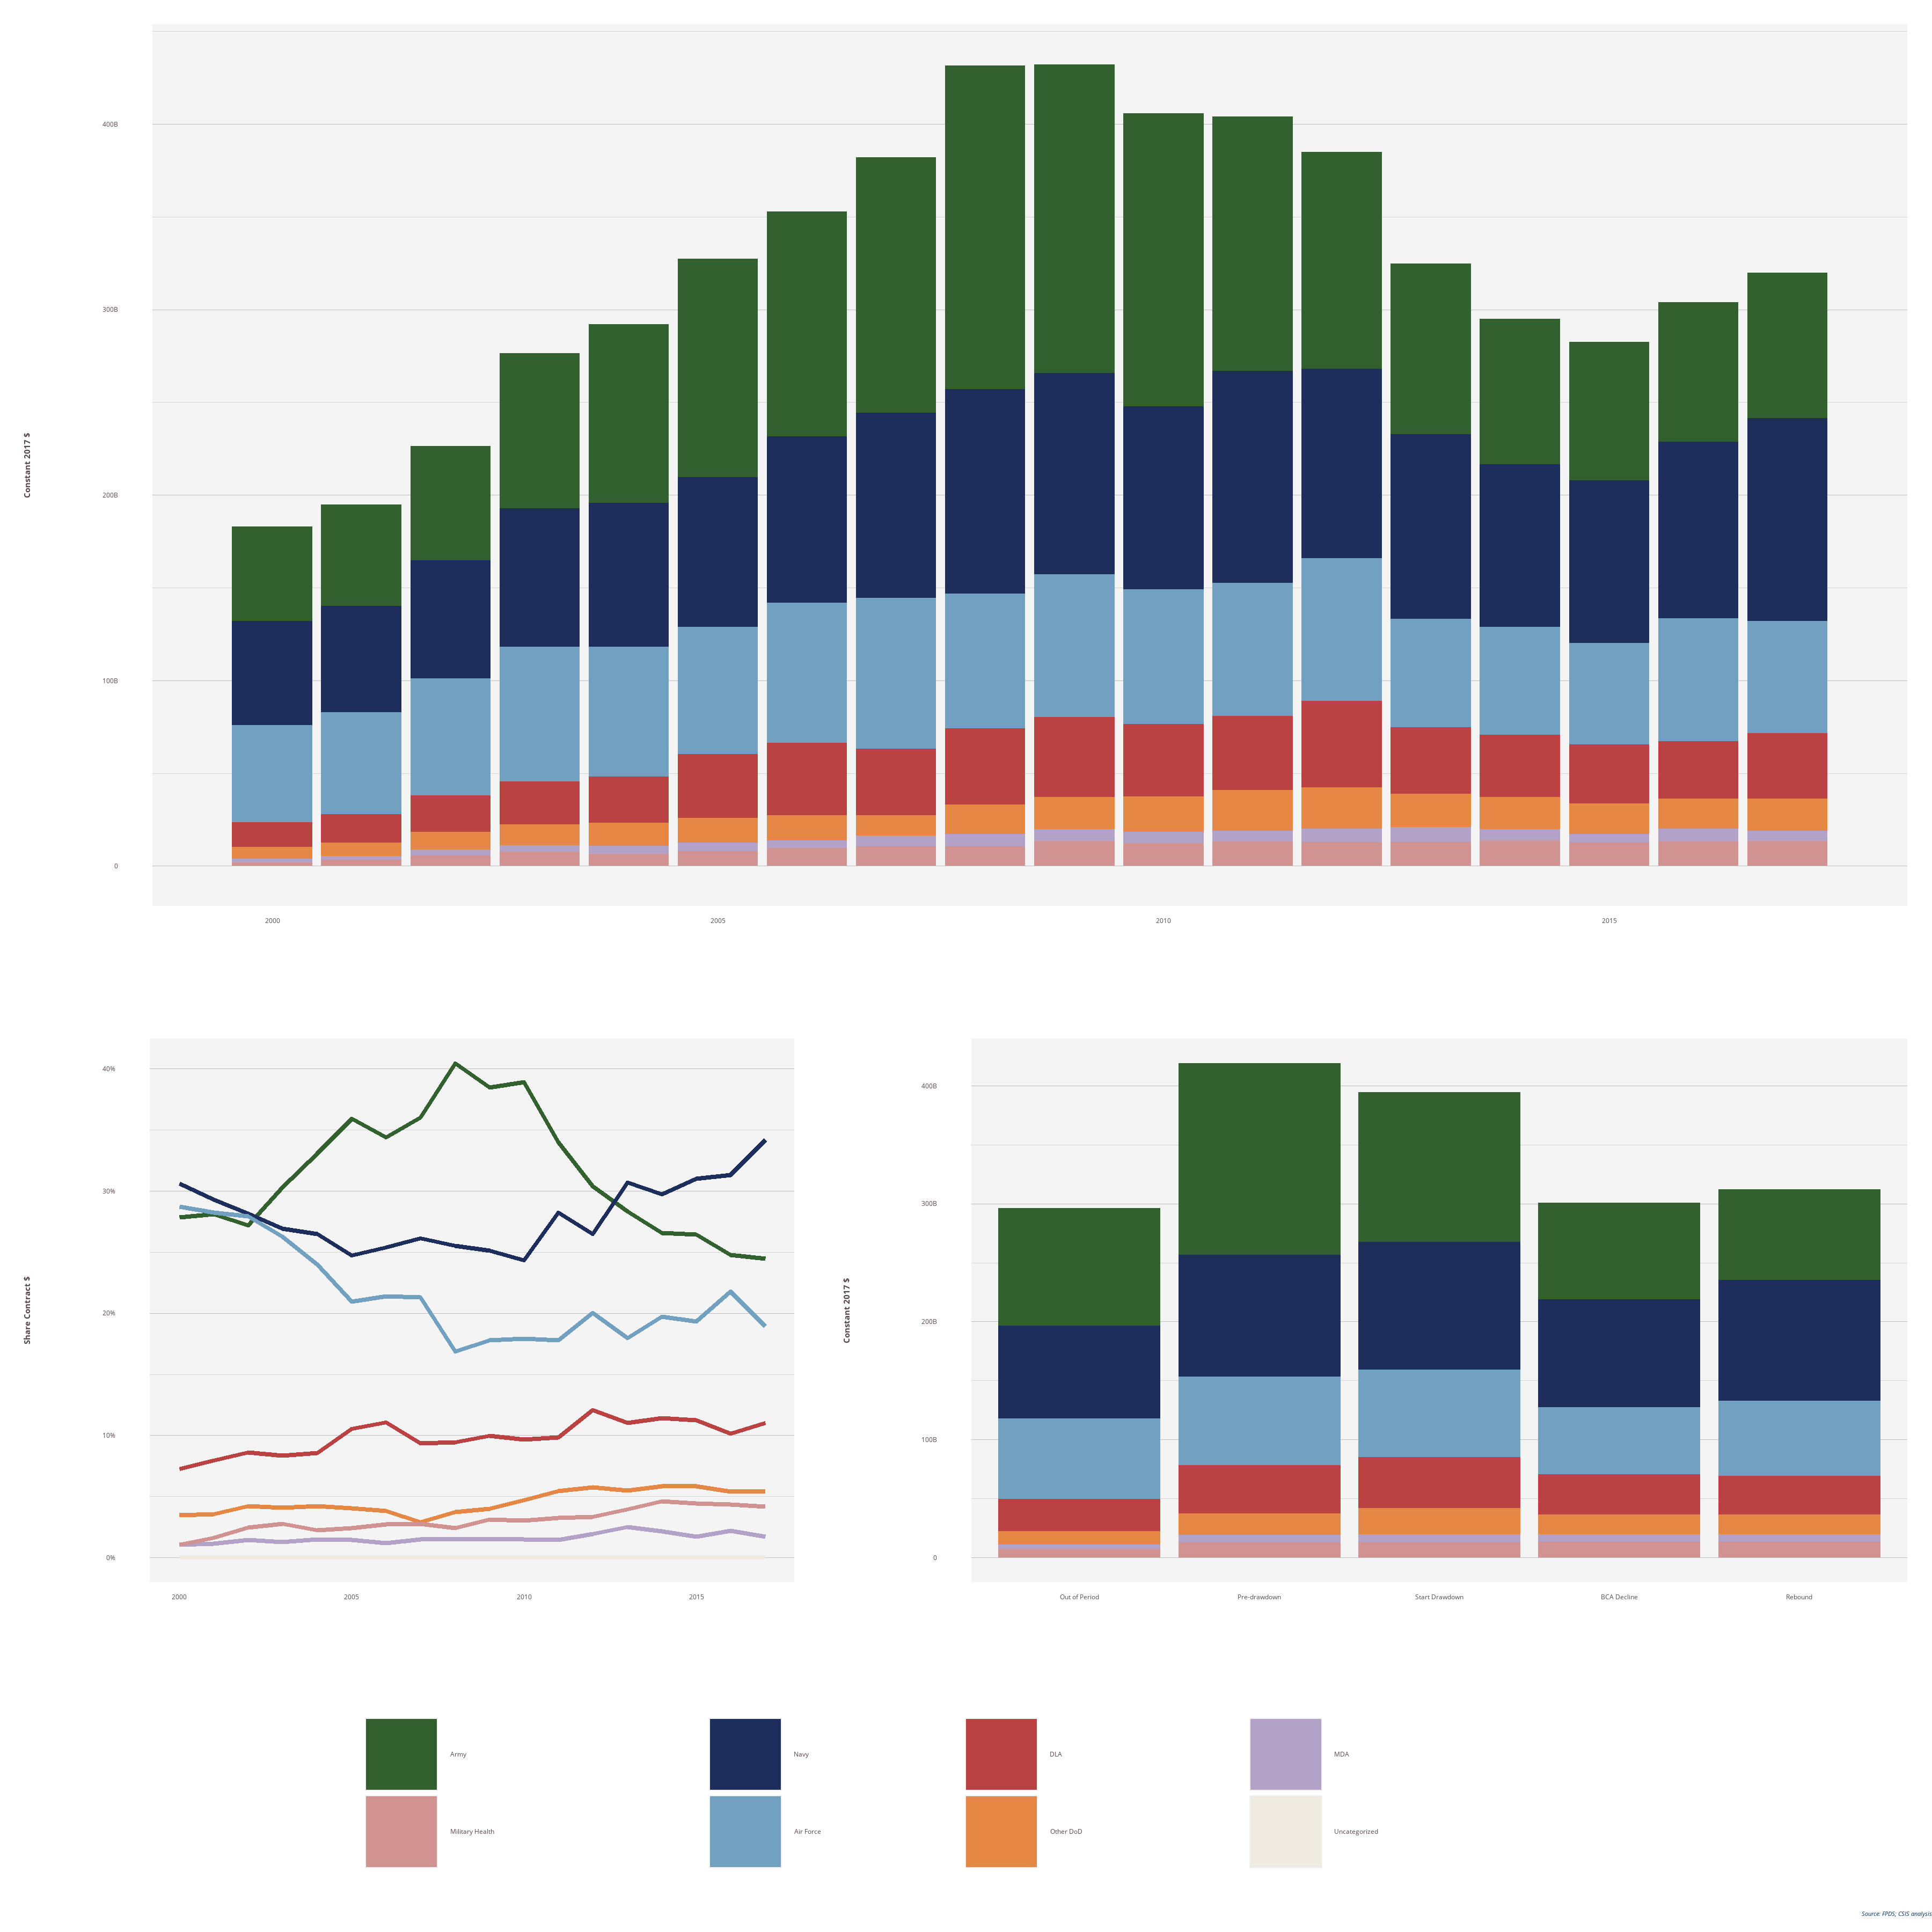 Constant 2017 $
400B
300B
200B
100B
0
2000
2005
2010
2015
Share Contract $
40%
30%
20%
10%
0%
2000
2005
2010
2015
Constant 2017 $
400B
300B
200B
100B
0
Out of Period
Pre-drawdown
Start Drawdown
BCA Decline
Rebound
Army
Navy
DLA
MDA
Military Health
Air Force
Other DoD
Uncategorized
Source: FPDS; CSIS analysis